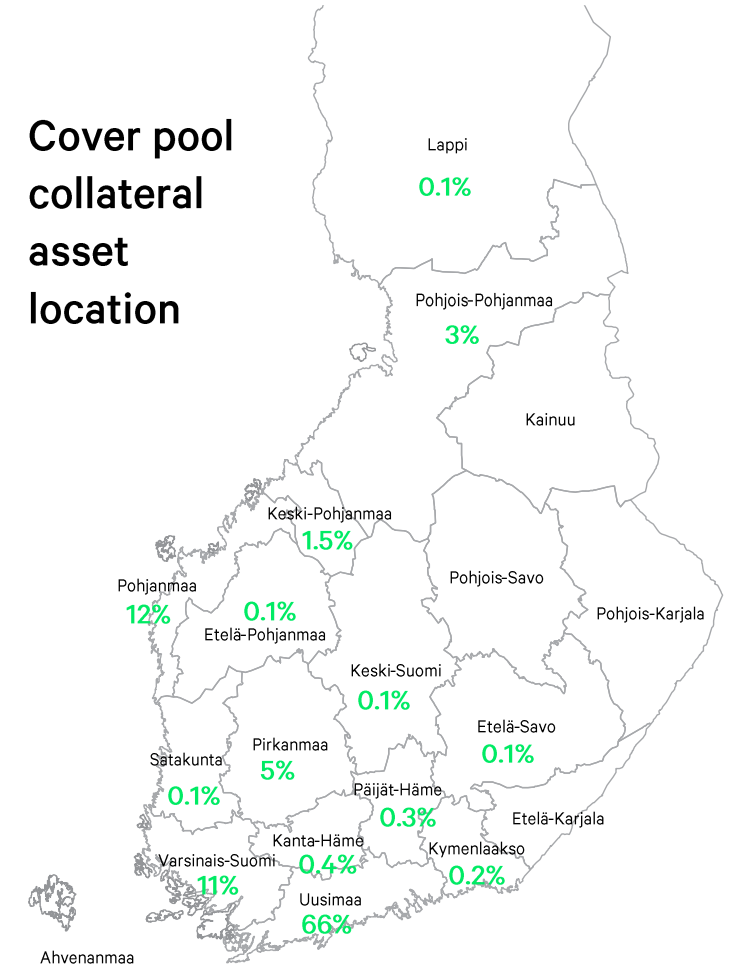 Cover pool
collateral
asset
location
Lappi
0.1%
Pohjois-Pohjanmaa
3%
Kainuu
Keski-Pohjanmaa
1.5%
Pohjanmaa
12%
0.1%
Etelä-Pohjanmaa
Pohjois-Savo
Pohjois-Karjala
Keski-Suomi
0.1%
Etelä-Savo
0.1%
Pirkanmaa
5%
Satakunta
0.1%
Päijät-Häme
0.3%
Etelä-Karjala
Kanta-Häme
0.4%
Kymenlaakso
0.2%
Varsinais-Suomi
11%
Uusimaa
66%
Ahvenanmaa